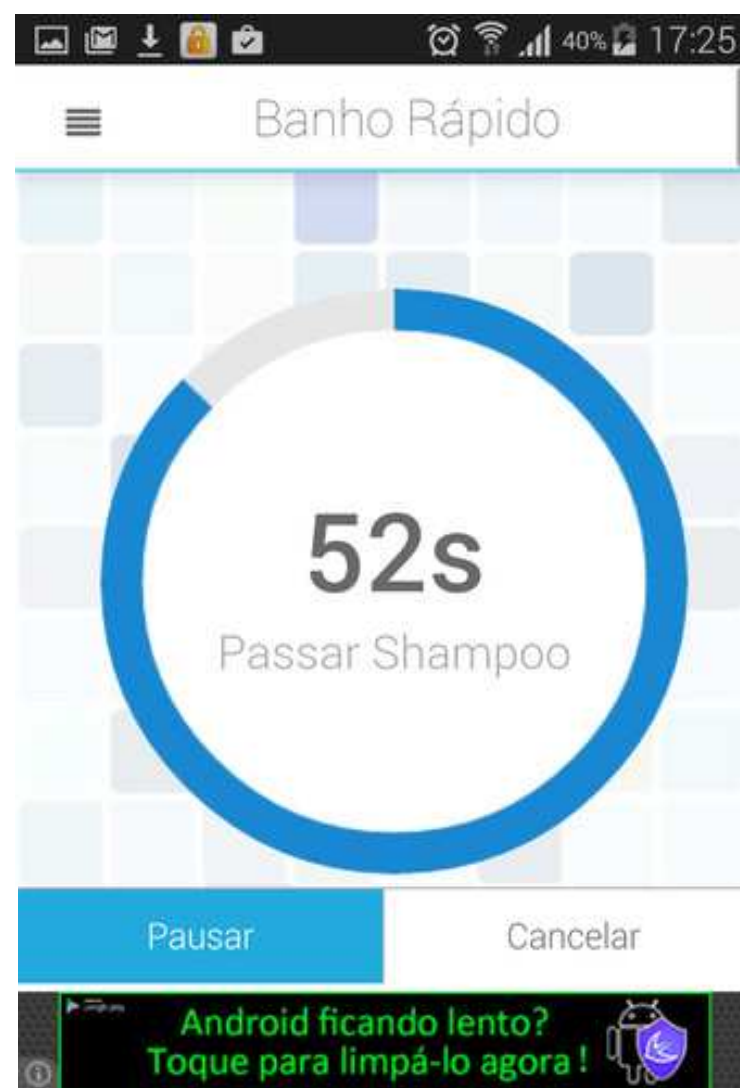 40% 17:25
Banho Rápido
52s
Passar Shampoo
Pausar
Cancelar
Android ficando lento?
Toque para limpá-lo agora !